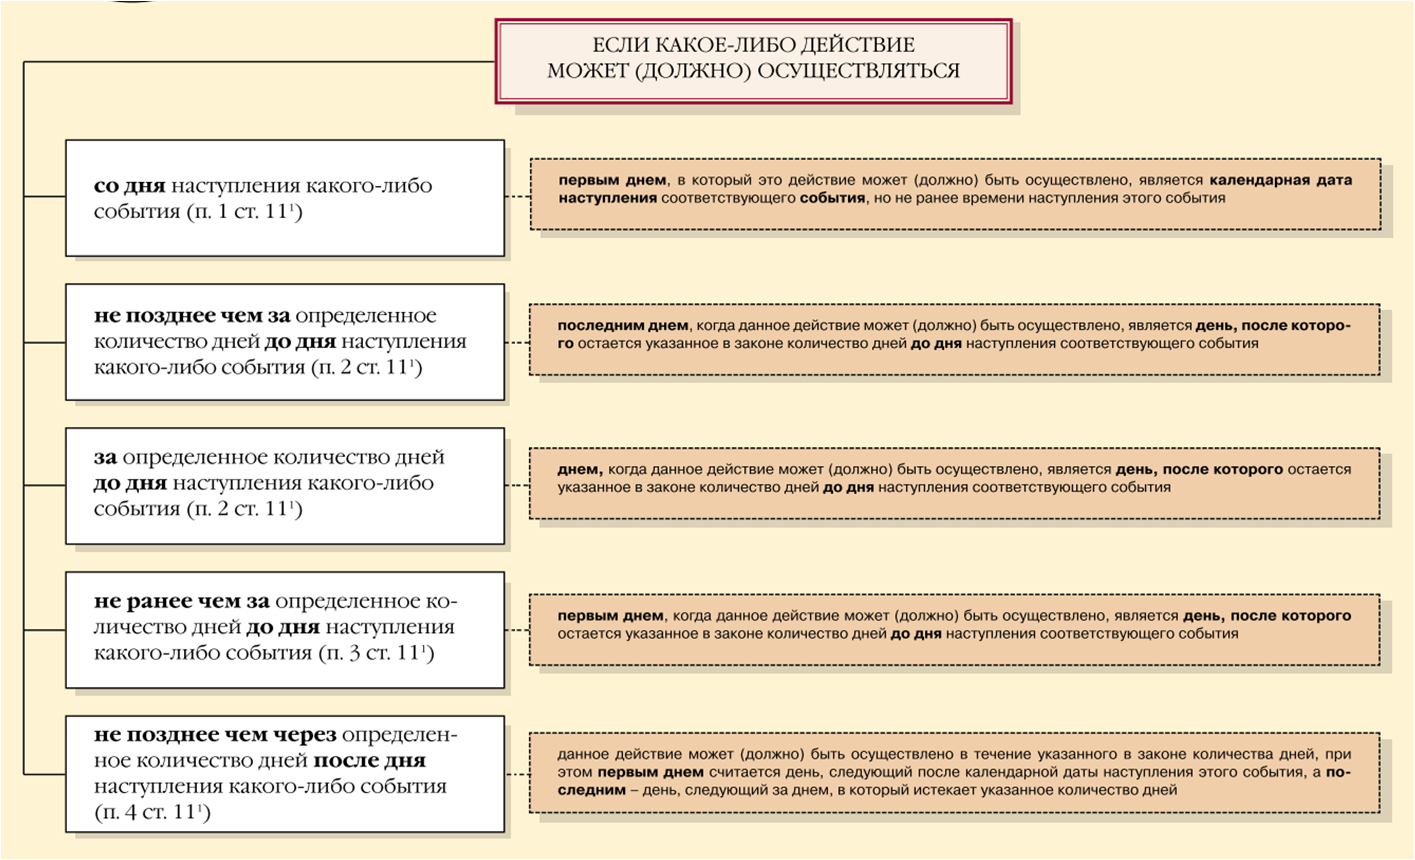 ЕСЛИ КАКОЕ-ЛИБО ДЕЙСТВИЕ
МОЖЕТ (ДОЛЖНО) ОСУЩЕСТВЛЯТЬСЯ
со дня наступления какого-либо
события (п. 1 ст. 11¹)
первым днем, в который это действие может (должно) быть осуществлено, является календарная дата
наступления соответствующего события, но не ранее времени наступления этого события
не позднее чем за определенное
количество дней до дня наступления
какого-либо события (п. 2 ст. 11¹)
последним днем, когда данное действие может (должно) быть осуществлено, является день, после которо-
го остается указанное в законе количество дней до дня наступления соответствующего события
за определенное количество дней
до дня наступления какого-либо
события (п. 2 ст. 11¹)
днем, когда данное действие может (должно) быть осуществлено, является день, после которого остается
указанное в законе количество дней до дня наступления соответствующего события
не ранее чем за определенное ко-
личество дней до дня наступления
какого-либо события (п. 3 ст. 11¹)
первым днем, когда данное действие может (должно) быть осуществлено, является день, после которого
остается указанное в законе количество дней до дня наступления соответствующего события
не позднее чем через определен-
ное количество дней после дня
наступления какого-либо события
(п. 4 ст. 11¹)
данное действие может (должно) быть осуществлено в течение указанного в законе количества дней, при
этом первым днем считается день, следующий после календарной даты наступления этого события, а по-
следним – день, следующий за днем, в который истекает указанное количество дней